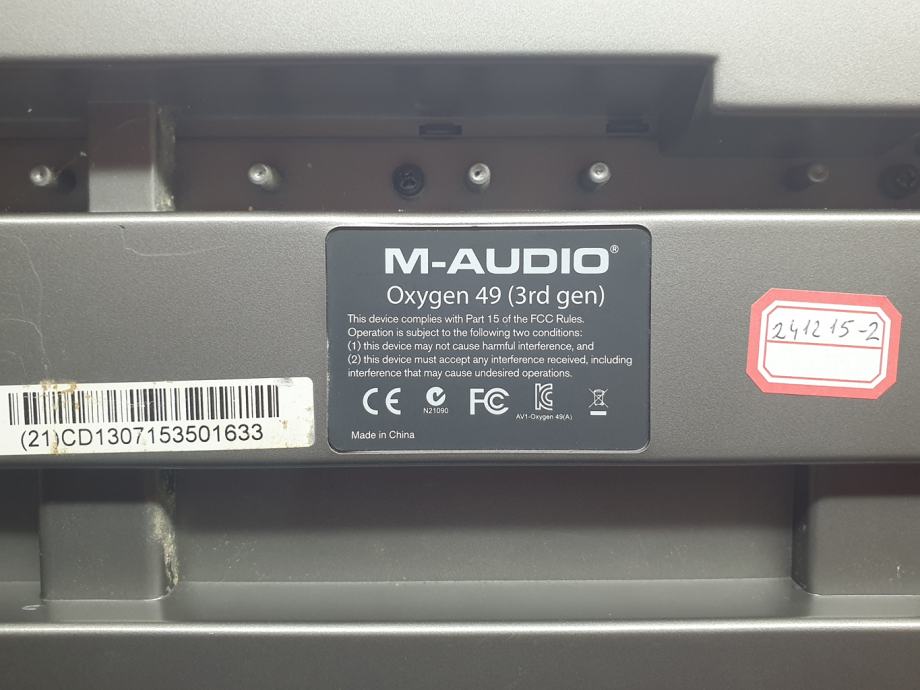 M-AUDIO®
Oxygen 49 (3rd gen)
This device complies with Part 15 of the FCC Rules.
Operation is subject to the following two conditions:
(1) this device may not cause harmful interference, and
(2) this device must accept any interference received, including
interference that may cause undesired operations.
CE
N21090
FC
AV1-Oxygen 49(A)
Made in China
241215-2
(21)CD1307153501633